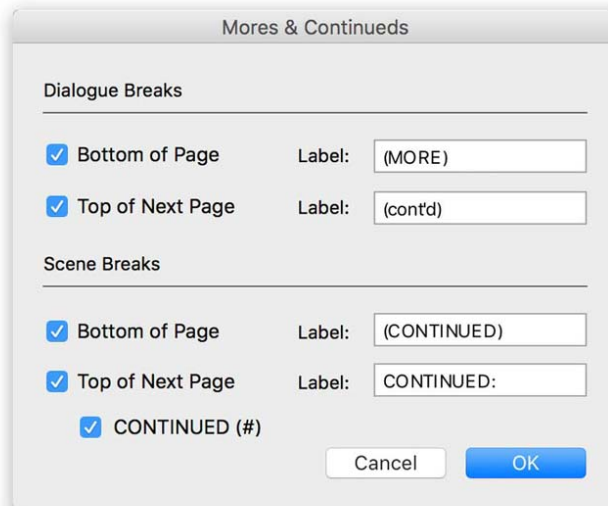 Mores & Continueds
Dialogue Breaks
Bottom of Page Label: (MORE)
Top of Next Page Label: (cont'd)
Scene Breaks
Bottom of Page Label: (CONTINUED)
Top of Next Page Label: CONTINUED:
CONTINUED (#)
Cancel OK